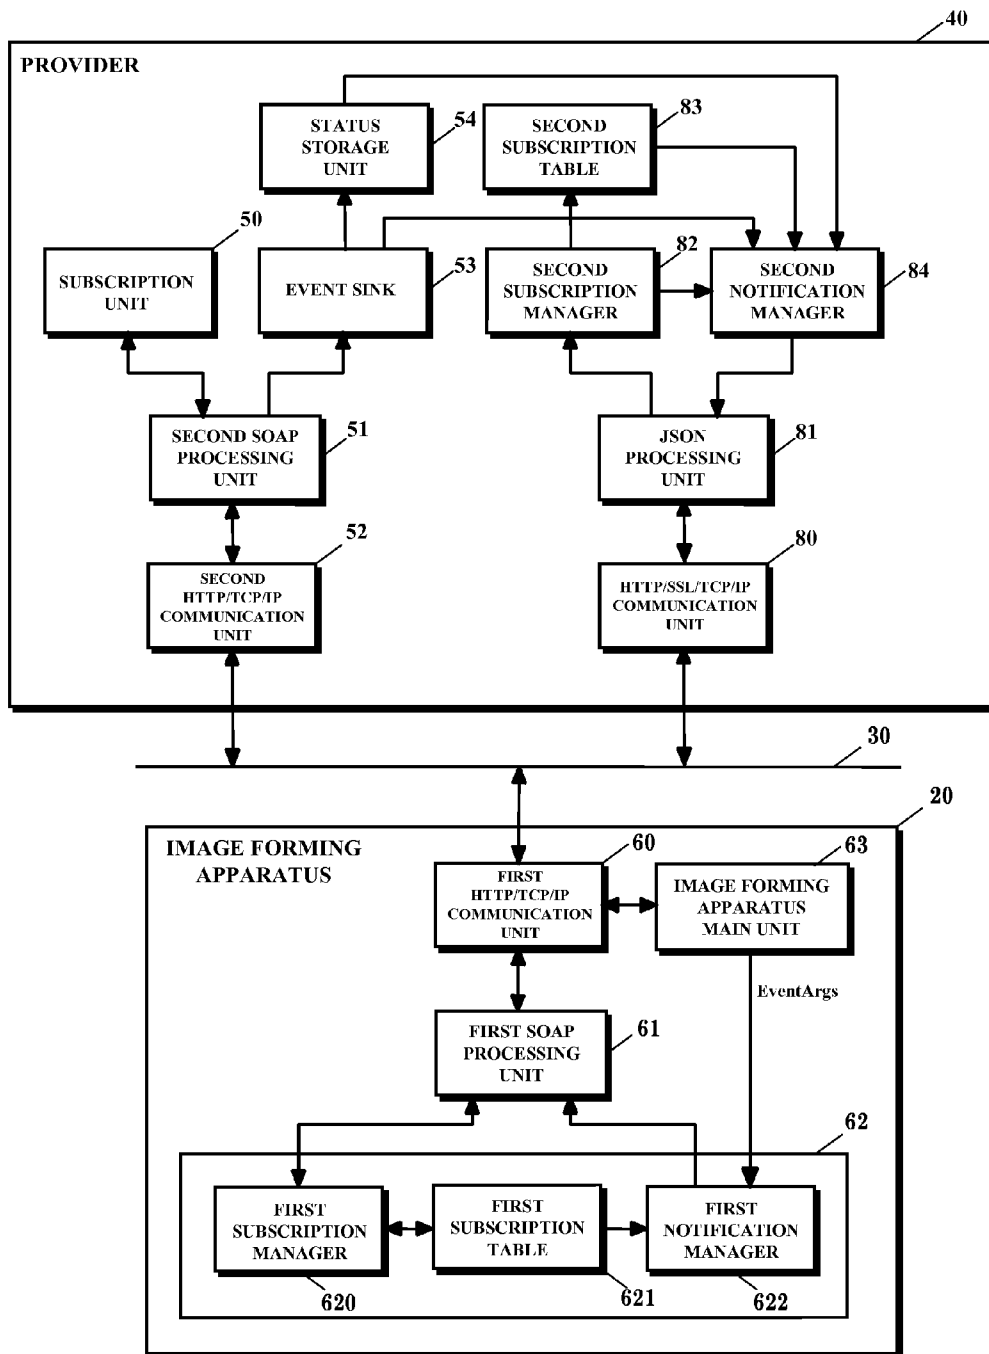 40
PROVIDER
STATUS
STORAGE
UNIT
54
SECOND
SUBSCRIPTION
TABLE
83
50
SUBSCRIPTION
UNIT
EVENT SINK
53
SECOND
SUBSCRIPTION
MANAGER
82
SECOND
NOTIFICATION
MANAGER
84
SECOND SOAP
PROCESSING
UNIT
51
JSON
PROCESSING
UNIT
81
SECOND
HTTP/TCP/IP
COMMUNICATION
UNIT
52
HTTP/SSL/TCP/IP
COMMUNICATION
UNIT
80
30
20
IMAGE FORMING
APPARATUS
FIRST
HTTP/TCP/IP
COMMUNICATION
UNIT
60
IMAGE FORMING
APPARATUS
MAIN UNIT
63
EventArgs
FIRST SOAP
PROCESSING
UNIT
61
62
FIRST
SUBSCRIPTION
MANAGER
620
FIRST
SUBSCRIPTION
TABLE
621
FIRST
NOTIFICATION
MANAGER
622